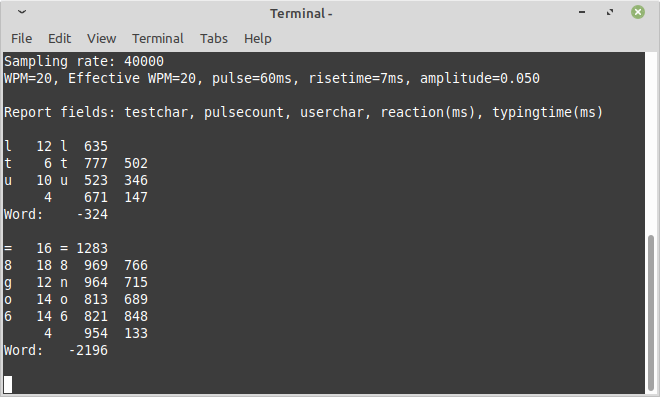 Terminal -
File Edit View Terminal Tabs Help
Sampling rate: 40000
WPM=20, Effective WPM=20, pulse=60ms, risetime=7ms, amplitude=0.050
Report fields: testchar, pulsecount, userchar, reaction(ms), typingtime(ms)
l   12 l  635
t    6 t  777  502
u   10 u  523  346
     4    671  147
Word:    -324
=   16 = 1283
8   18 8  969  766
g   12 n  964  715
o   14 o  813  689
6   14 6  821  848
     4    954  133
Word:   -2196